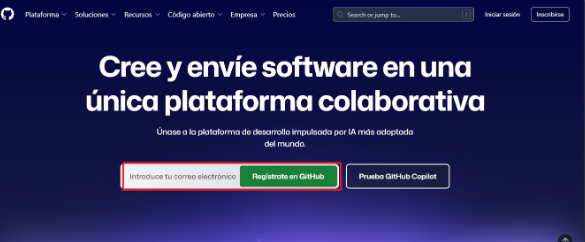 Plataforma Soluciones Recursos Código abierto Empresa Precios Search or jump to... / Iniciar sesión Inscribirse
Cree y envíe software en una
única plataforma colaborativa
Únase a la plataforma de desarrollo impulsada por IA más adoptada
del mundo.
Introduce tu correo electrónico Regístrate en GitHub Prueba GitHub Copilot